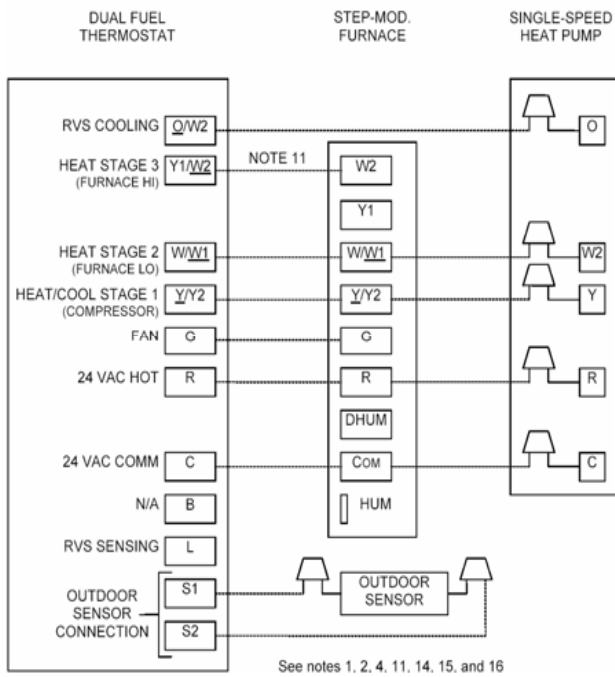 DUAL FUEL
THERMOSTAT
STEP-MOD.
FURNACE
SINGLE-SPEED
HEAT PUMP
RVS COOLING
O/W2
O
HEAT STAGE 3
(FURNACE HI)
Y1/W2
NOTE 11
W2
Y1
HEAT STAGE 2
(FURNACE LO)
W/W1
W/W1
W2
HEAT/COOL STAGE 1
(COMPRESSOR)
Y/Y2
Y/Y2
Y
FAN
G
G
24 VAC HOT
R
R
R
DHUM
24 VAC COMM
C
COM
C
N/A
B
HUM
RVS SENSING
L
OUTDOOR
SENSOR
CONNECTION
S1
S2
OUTDOOR
SENSOR
See notes 1, 2, 4, 11, 14, 15, and 16